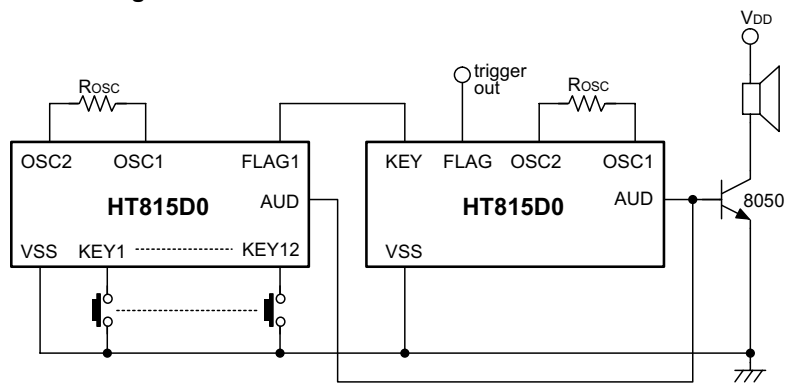 VDD
trigger
out
ROSC
ROSC
OSC2 OSC1 FLAG1
KEY FLAG OSC2 OSC1
HT815D0 AUD
HT815D0 AUD
8050
VSS KEY1 KEY12
VSS